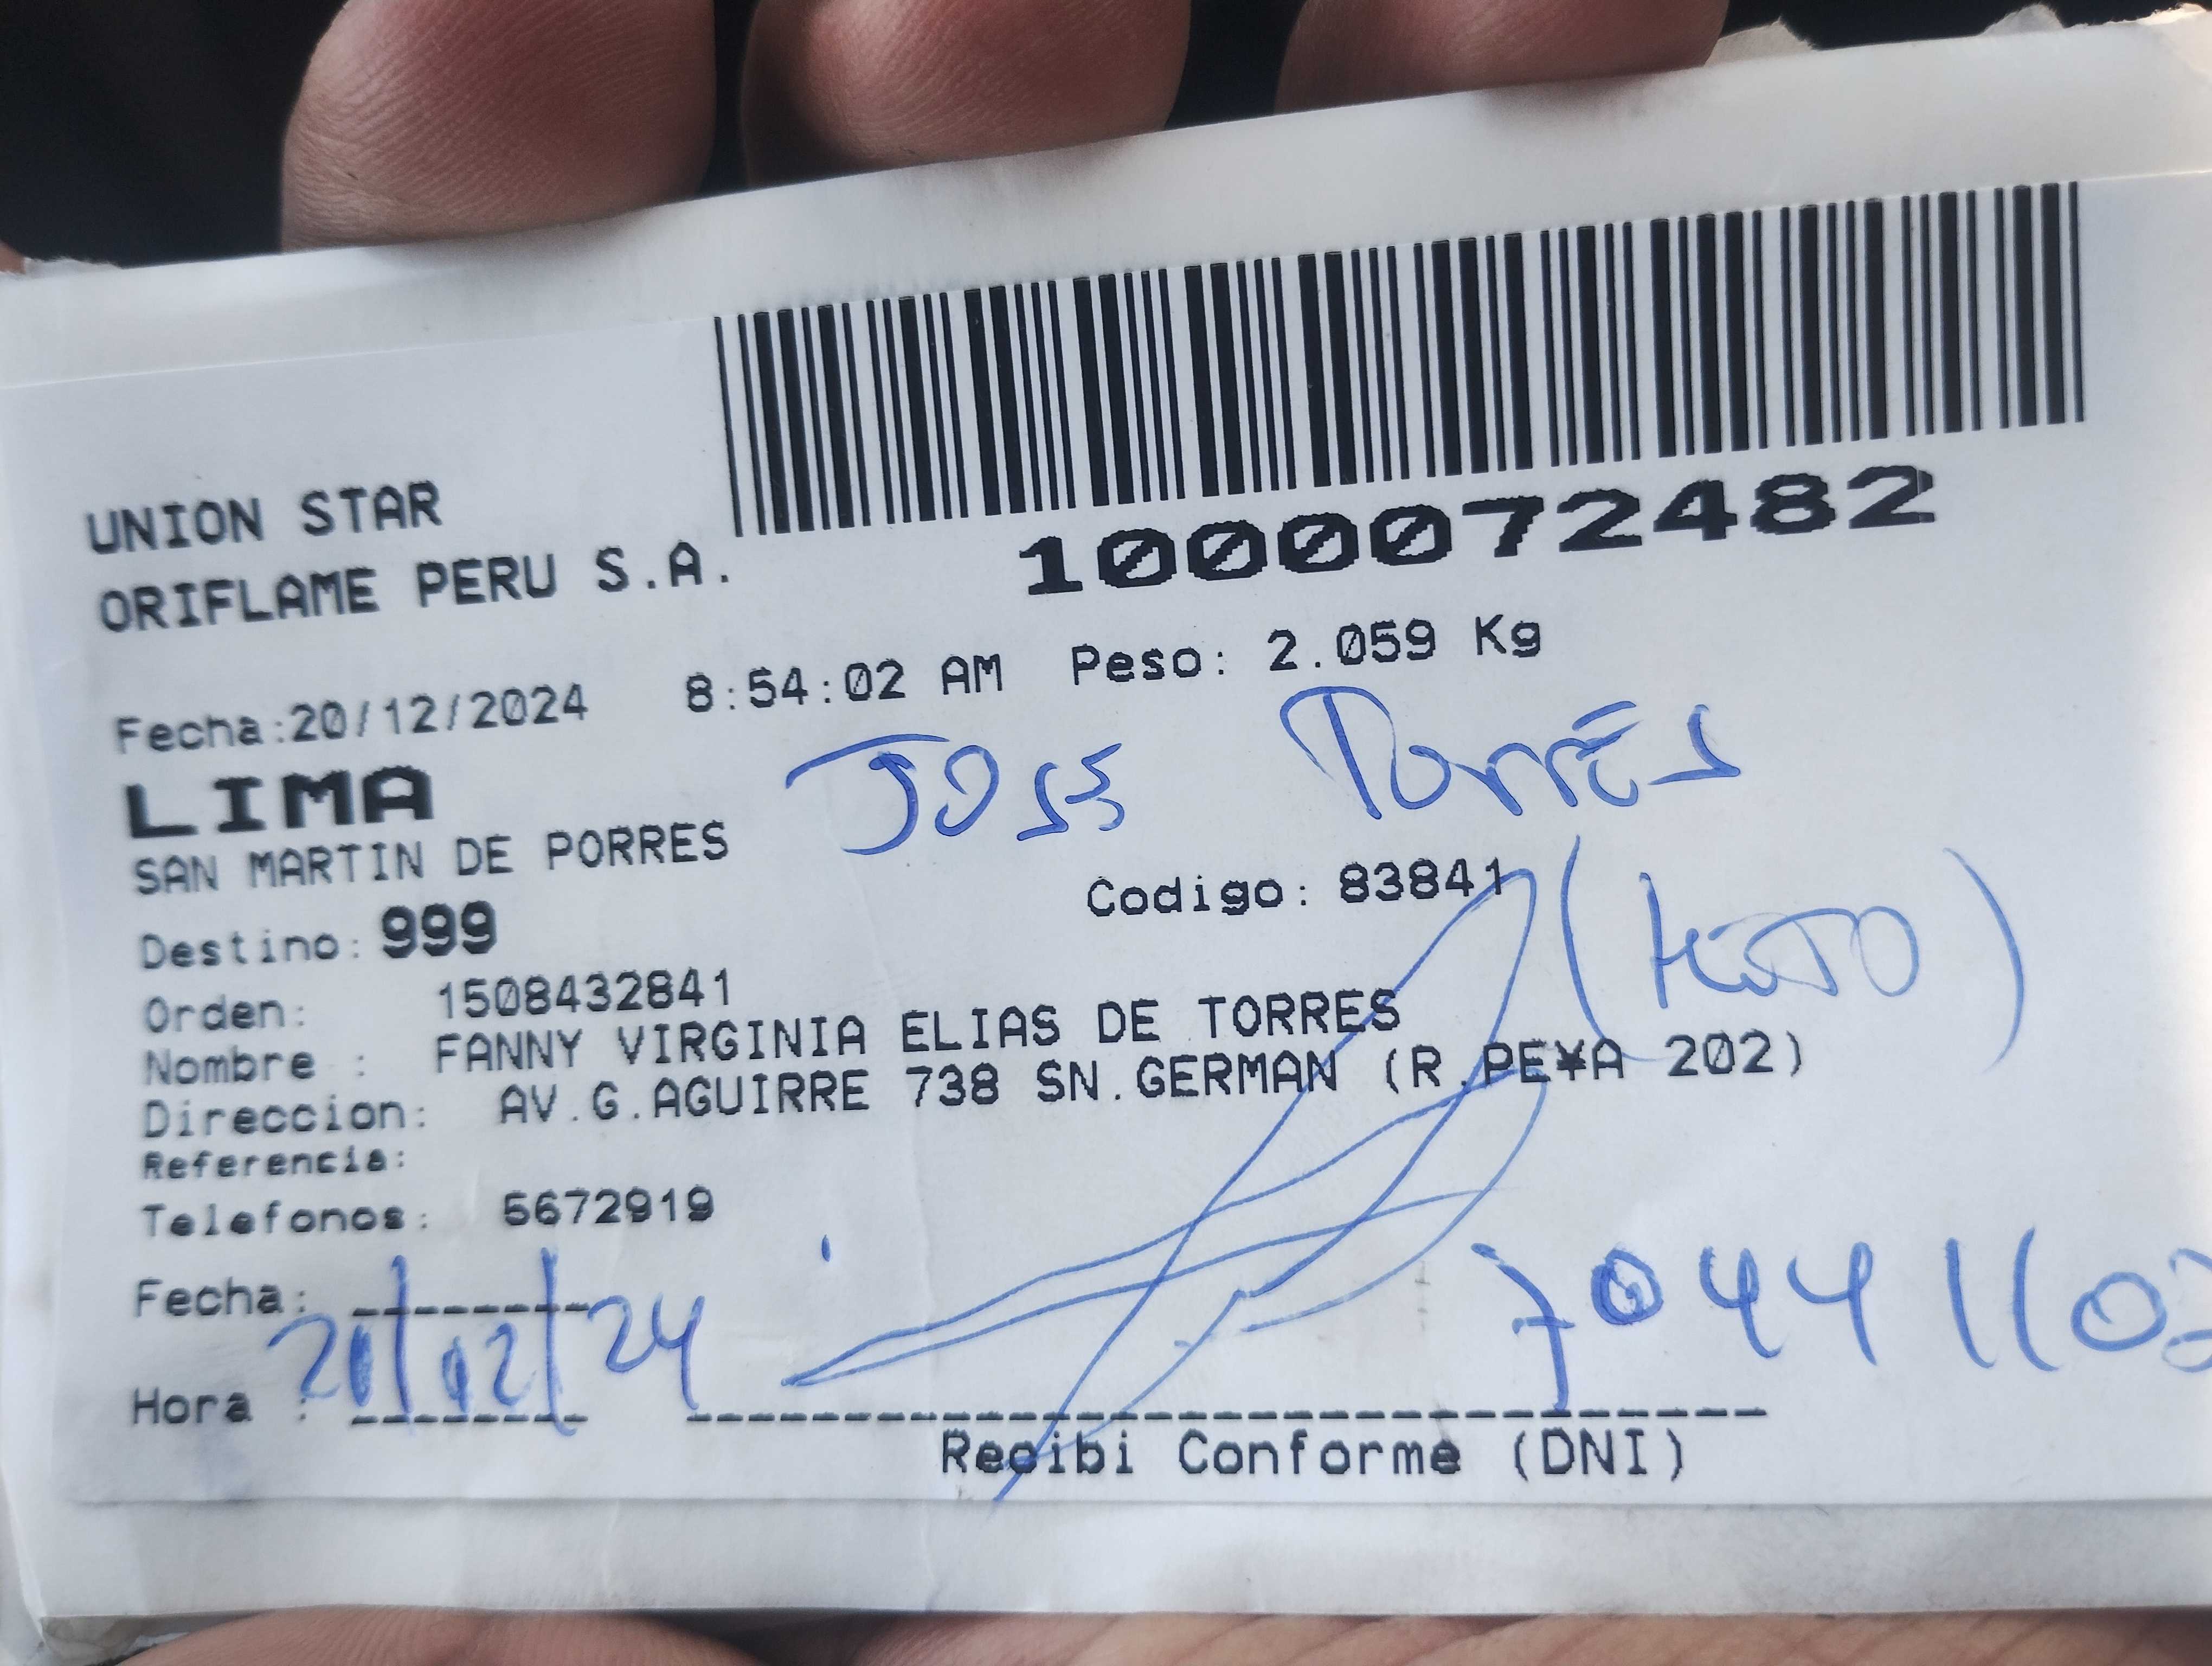 UNION STAR
ORIFLAME PERU S.A.
1000072482
Fecha:20/12/2024 8:54:02 AM Peso: 2.059 Kg
LIMA
JOSE TORRES
SAN MARTIN DE PORRES
Destino: 999 Codigo: 83841
Orden: 1508432841
Nombre : FANNY VIRGINIA ELIAS DE TORRES
Direccion: AV.G.AGUIRRE 738 SN.GERMAN (R.PE¥A 202)
Referencia:
Telefonos: 5672919
Fecha: 21/12/24
Hora :
Recibi Conforme (DNI)